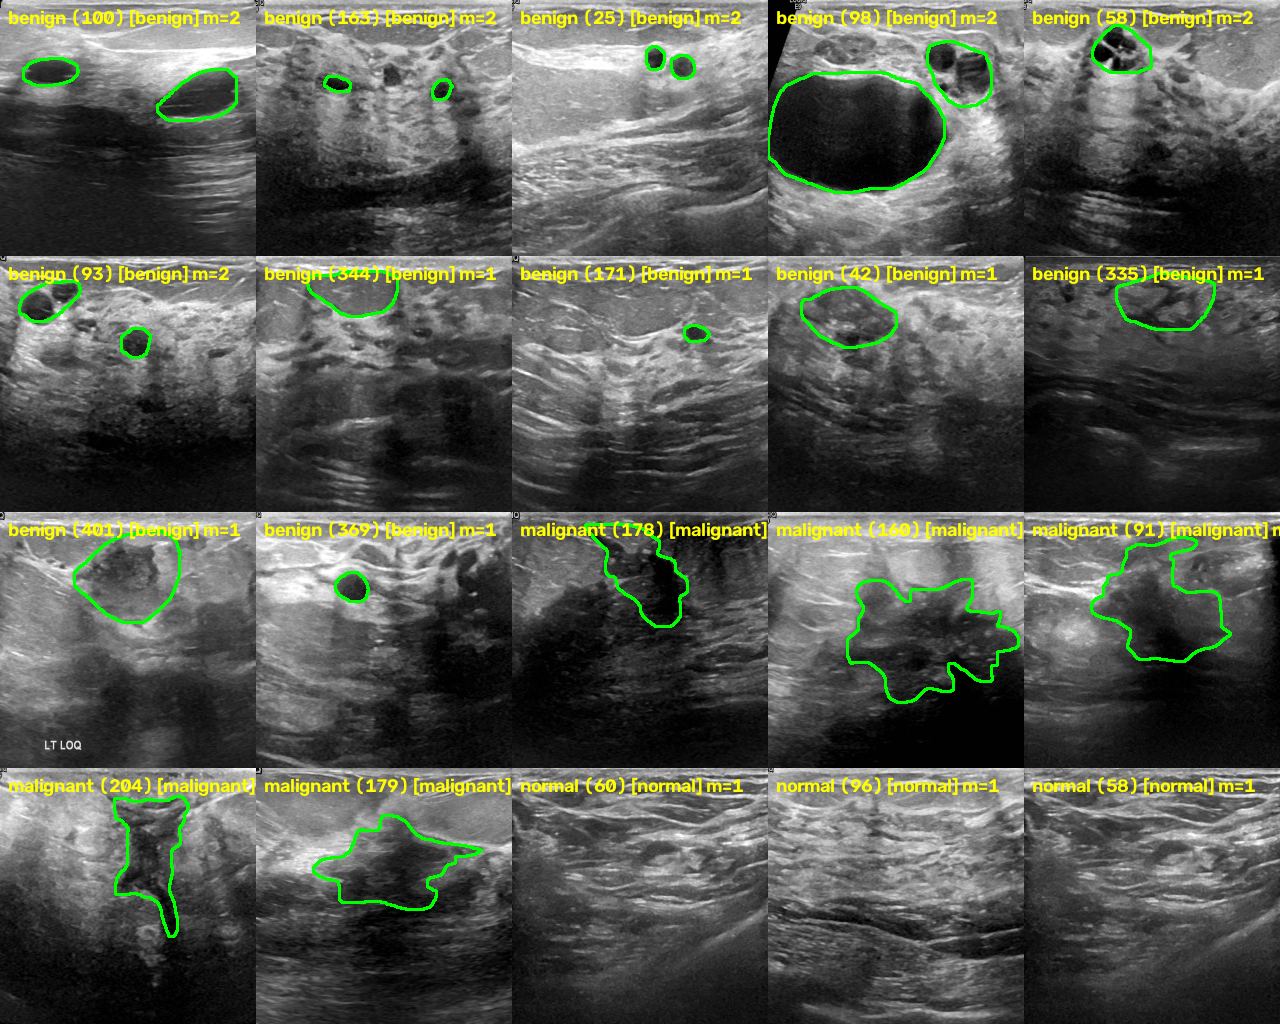 benign (100) [benign] m=2
benign (163) [benign] m=2
benign (25) [benign] m=2
benign (98) [benign] m=2
benign (58) [benign] m=2
benign (93) [benign] m=2
benign (344) [benign] m=1
benign (171) [benign] m=1
benign (42) [benign] m=1
benign (335) [benign] m=1
benign (401) [benign] m=1
benign (369) [benign] m=1
malignant (178) [malignant]
malignant (160) [malignant]
malignant (91) [malignant] m
LT LOQ
malignant (204) [malignant]
malignant (179) [malignant]
normal (60) [normal] m=1
normal (96) [normal] m=1
normal (58) [normal] m=1